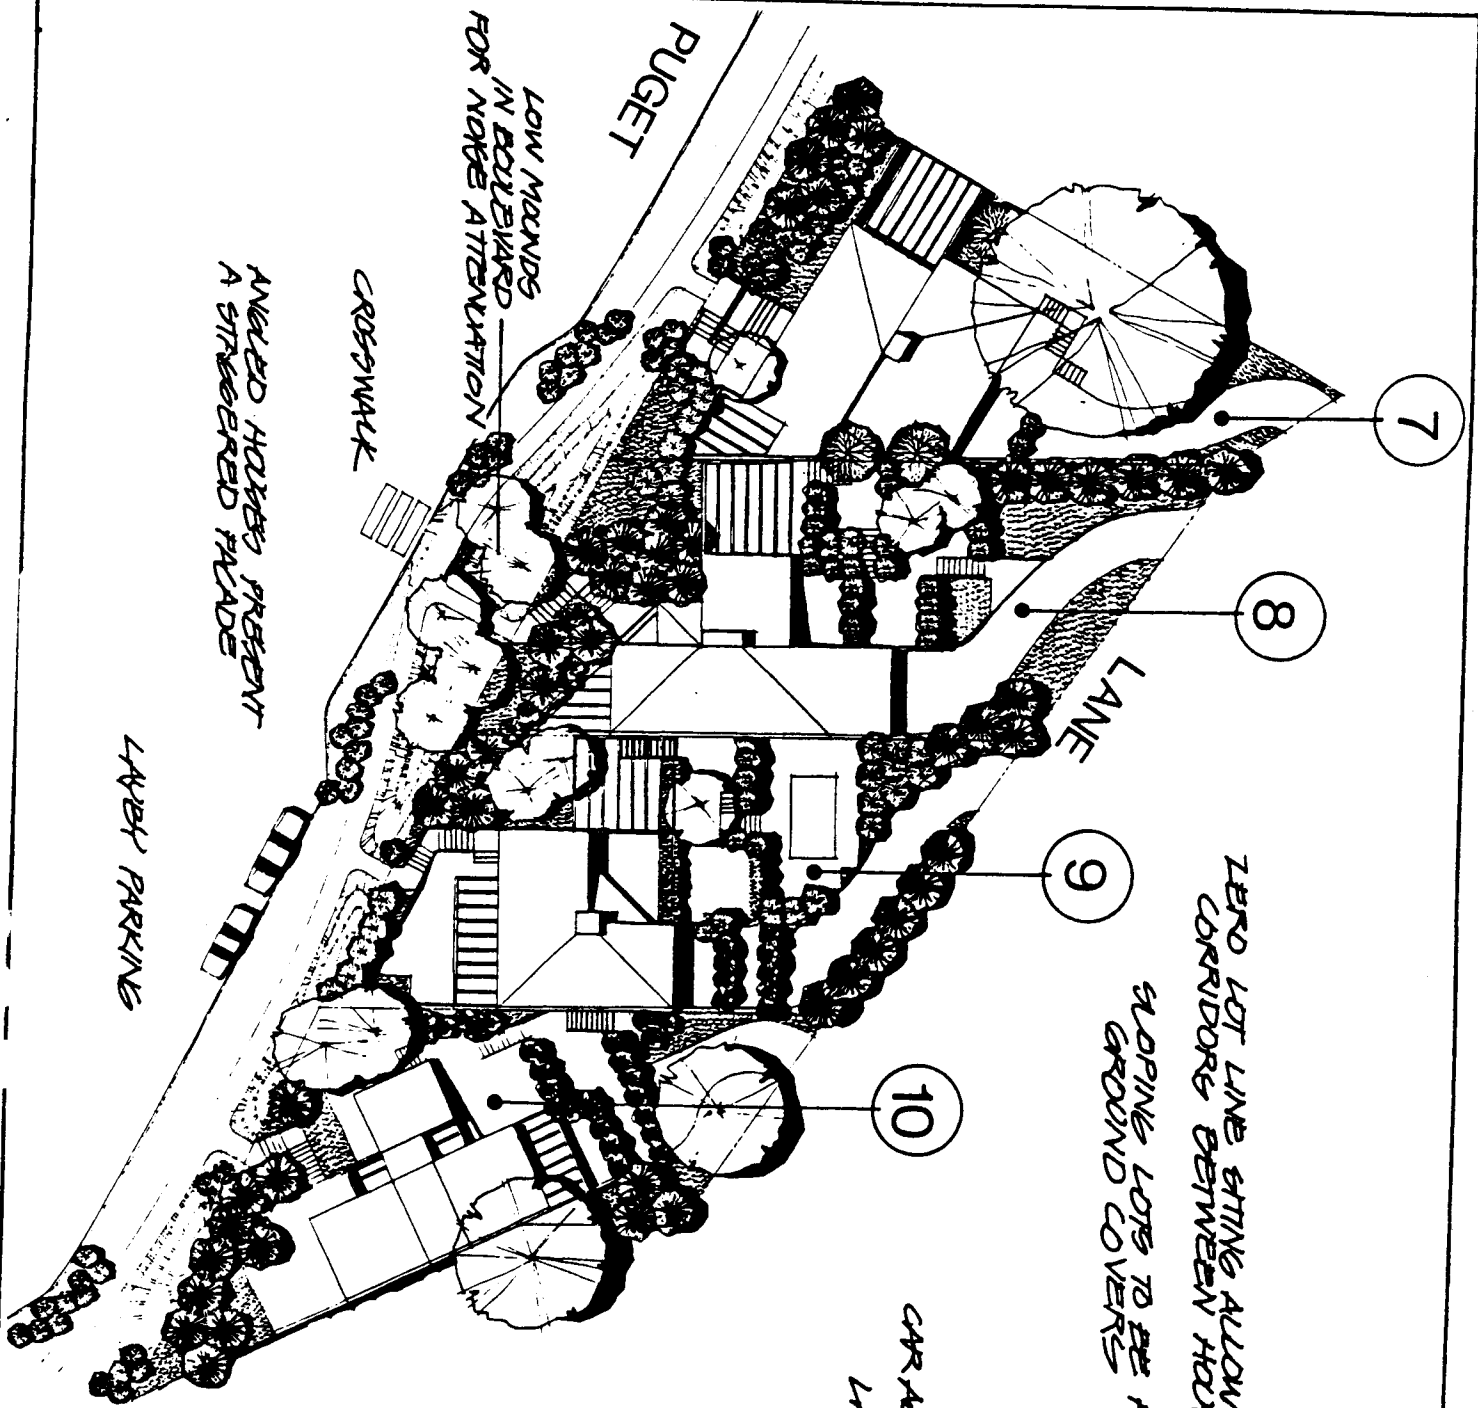 PUGET
LOW MOUNDS
IN BOULEVARD
FOR NOISE ATTENUATION
CROSSWALK
ANGLED HOUSES PRESENT
A STAGGERED FACADE
LAYBY PARKING
7
8
LANE
9
10
ZERO LOT LINE SITING ALLOW
CORRIDORS BETWEEN HOU
SLOPING LOTS TO BE
GROUND COVERS
CAR